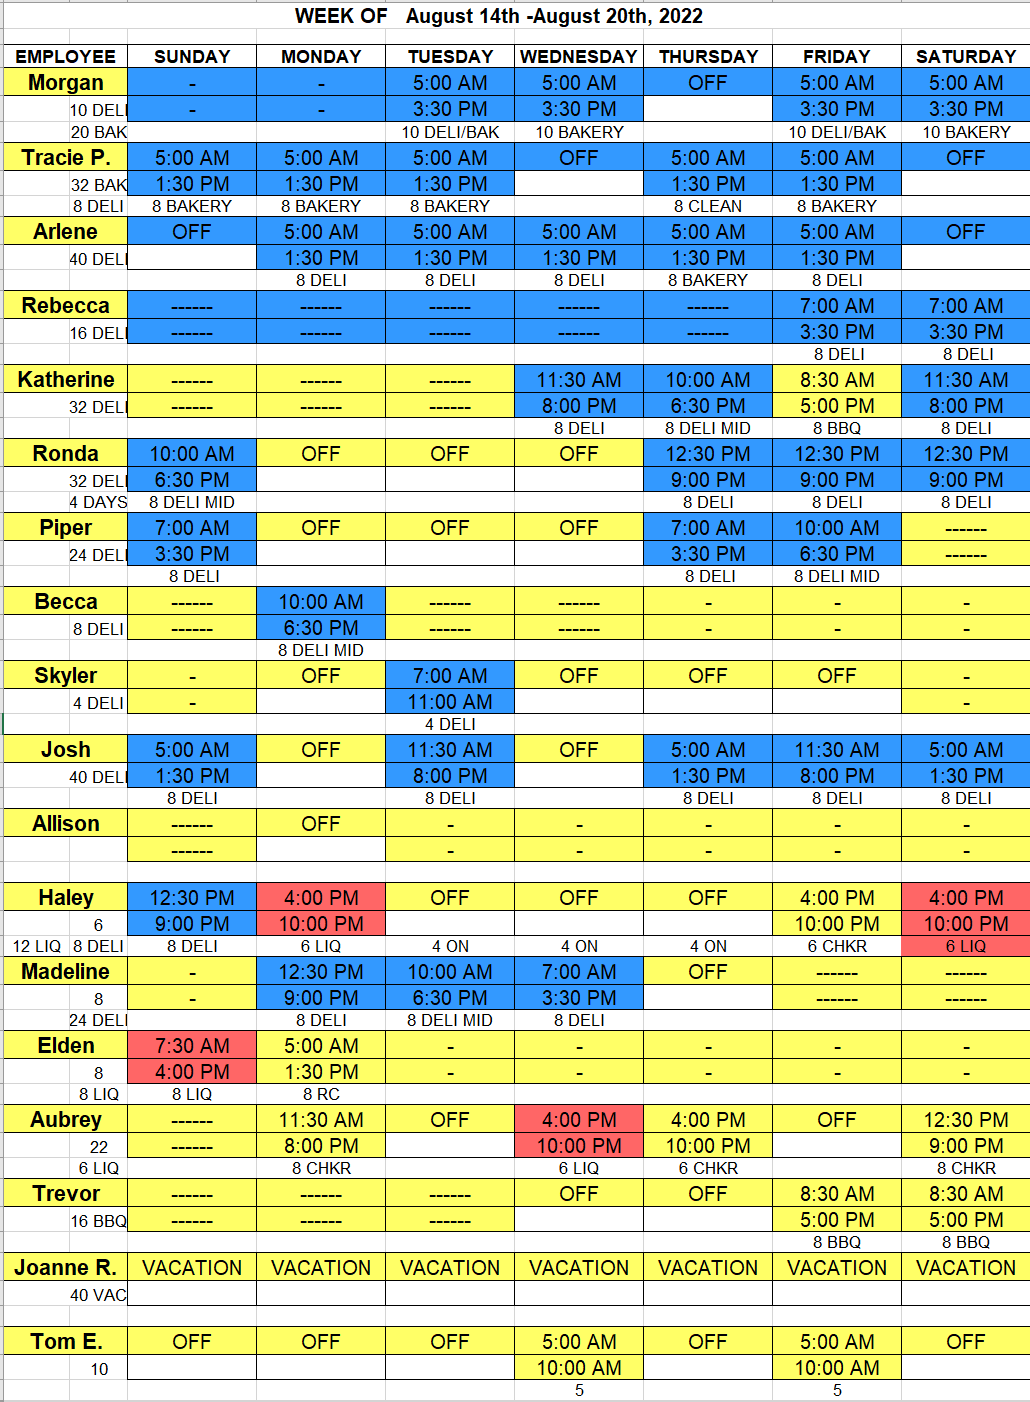 WEEK OF August 14th -August 20th, 2022
EMPLOYEE SUNDAY MONDAY TUESDAY WEDNESDAY THURSDAY FRIDAY SATURDAY
Morgan - - 5:00 AM 5:00 AM OFF 5:00 AM 5:00 AM
10 DELI - - 3:30 PM 3:30 PM 3:30 PM 3:30 PM
20 BAK 10 DELI/BAK 10 BAKERY 10 DELI/BAK 10 BAKERY
Tracie P. 5:00 AM 5:00 AM 5:00 AM OFF 5:00 AM 5:00 AM OFF
32 BAK 1:30 PM 1:30 PM 1:30 PM 1:30 PM 1:30 PM
8 DELI 8 BAKERY 8 BAKERY 8 BAKERY 8 CLEAN 8 BAKERY
Arlene OFF 5:00 AM 5:00 AM 5:00 AM 5:00 AM 5:00 AM OFF
40 DELI 1:30 PM 1:30 PM 1:30 PM 1:30 PM 1:30 PM
8 DELI 8 DELI 8 DELI 8 BAKERY 8 DELI
Rebecca ------ ------ ------ ------ ------ 7:00 AM 7:00 AM
16 DELI ------ ------ ------ ------ ------ 3:30 PM 3:30 PM
8 DELI 8 DELI
Katherine ------ ------ ------ 11:30 AM 10:00 AM 8:30 AM 11:30 AM
32 DELI ------ ------ ------ 8:00 PM 6:30 PM 5:00 PM 8:00 PM
8 DELI 8 DELI MID 8 BBQ 8 DELI
Ronda 10:00 AM OFF OFF OFF 12:30 PM 12:30 PM 12:30 PM
32 DELI 6:30 PM 9:00 PM 9:00 PM 9:00 PM
4 DAYS 8 DELI MID 8 DELI 8 DELI 8 DELI
Piper 7:00 AM OFF OFF OFF 7:00 AM 10:00 AM ------
24 DELI 3:30 PM 3:30 PM 6:30 PM ------
8 DELI 8 DELI 8 DELI MID
Becca ------ 10:00 AM ------ ------ - - -
8 DELI ------ 6:30 PM ------ ------ - - -
8 DELI MID
Skyler - OFF 7:00 AM OFF OFF OFF -
4 DELI - 11:00 AM -
4 DELI
Josh 5:00 AM OFF 11:30 AM OFF 5:00 AM 11:30 AM 5:00 AM
40 DELI 1:30 PM 8:00 PM 1:30 PM 8:00 PM 1:30 PM
8 DELI 8 DELI 8 DELI 8 DELI 8 DELI
Allison ------ OFF - - - - -
------ - - - - -
Haley 12:30 PM 4:00 PM OFF OFF OFF 4:00 PM 4:00 PM
6 9:00 PM 10:00 PM 10:00 PM 10:00 PM
12 LIQ 8 DELI 8 DELI 6 LIQ 4 ON 4 ON 4 ON 6 CHKR 6 LIQ
Madeline - 12:30 PM 10:00 AM 7:00 AM OFF ------ ------
8 - 9:00 PM 6:30 PM 3:30 PM ------ ------
24 DELI 8 DELI 8 DELI MID 8 DELI
Elden 7:30 AM 5:00 AM - - - - -
8 4:00 PM 1:30 PM - - - - -
8 LIQ 8 LIQ 8 RC
Aubrey ------ 11:30 AM OFF 4:00 PM 4:00 PM OFF 12:30 PM
22 ------ 8:00 PM 10:00 PM 10:00 PM 9:00 PM
6 LIQ 8 CHKR 6 LIQ 6 CHKR 8 CHKR
Trevor ------ ------ ------ OFF OFF 8:30 AM 8:30 AM
16 BBQ ------ ------ ------ 5:00 PM 5:00 PM
8 BBQ 8 BBQ
Joanne R. VACATION VACATION VACATION VACATION VACATION VACATION VACATION
40 VAC
Tom E. OFF OFF OFF 5:00 AM OFF 5:00 AM OFF
10 10:00 AM 10:00 AM
5 5